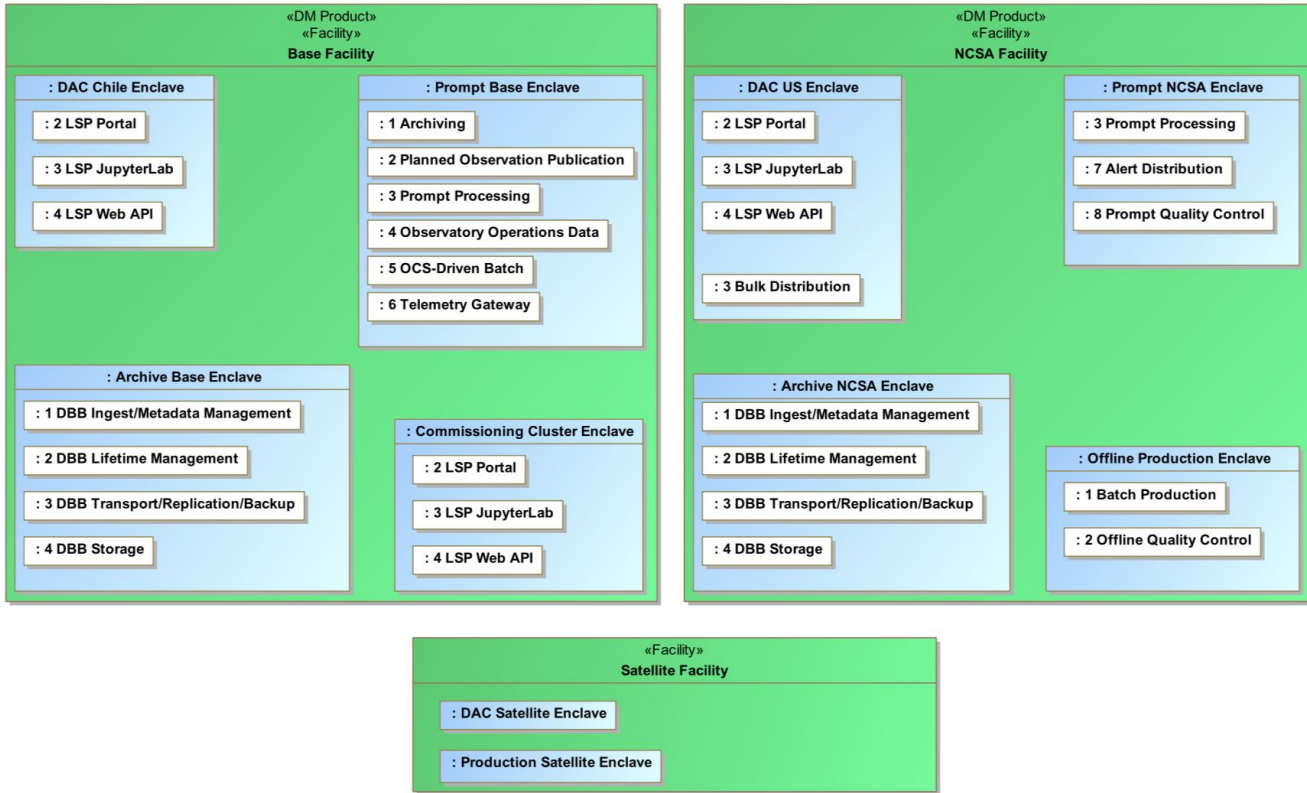 «DM Product»
«Facility»
Base Facility
: DAC Chile Enclave
: 2 LSP Portal
: 3 LSP JupyterLab
: 4 LSP Web API
: Prompt Base Enclave
: 1 Archiving
: 2 Planned Observation Publication
: 3 Prompt Processing
: 4 Observatory Operations Data
: 5 OCS-Driven Batch
: 6 Telemetry Gateway
: Archive Base Enclave
: 1 DBB Ingest/Metadata Management
: 2 DBB Lifetime Management
: 3 DBB Transport/Replication/Backup
: 4 DBB Storage
: Commissioning Cluster Enclave
: 2 LSP Portal
: 3 LSP JupyterLab
: 4 LSP Web API
«DM Product»
«Facility»
NCSA Facility
: DAC US Enclave
: 2 LSP Portal
: 3 LSP JupyterLab
: 4 LSP Web API
: 3 Bulk Distribution
: Prompt NCSA Enclave
: 3 Prompt Processing
: 7 Alert Distribution
: 8 Prompt Quality Control
: Archive NCSA Enclave
: 1 DBB Ingest/Metadata Management
: 2 DBB Lifetime Management
: 3 DBB Transport/Replication/Backup
: 4 DBB Storage
: Offline Production Enclave
: 1 Batch Production
: 2 Offline Quality Control
«Facility»
Satellite Facility
: DAC Satellite Enclave
: Production Satellite Enclave